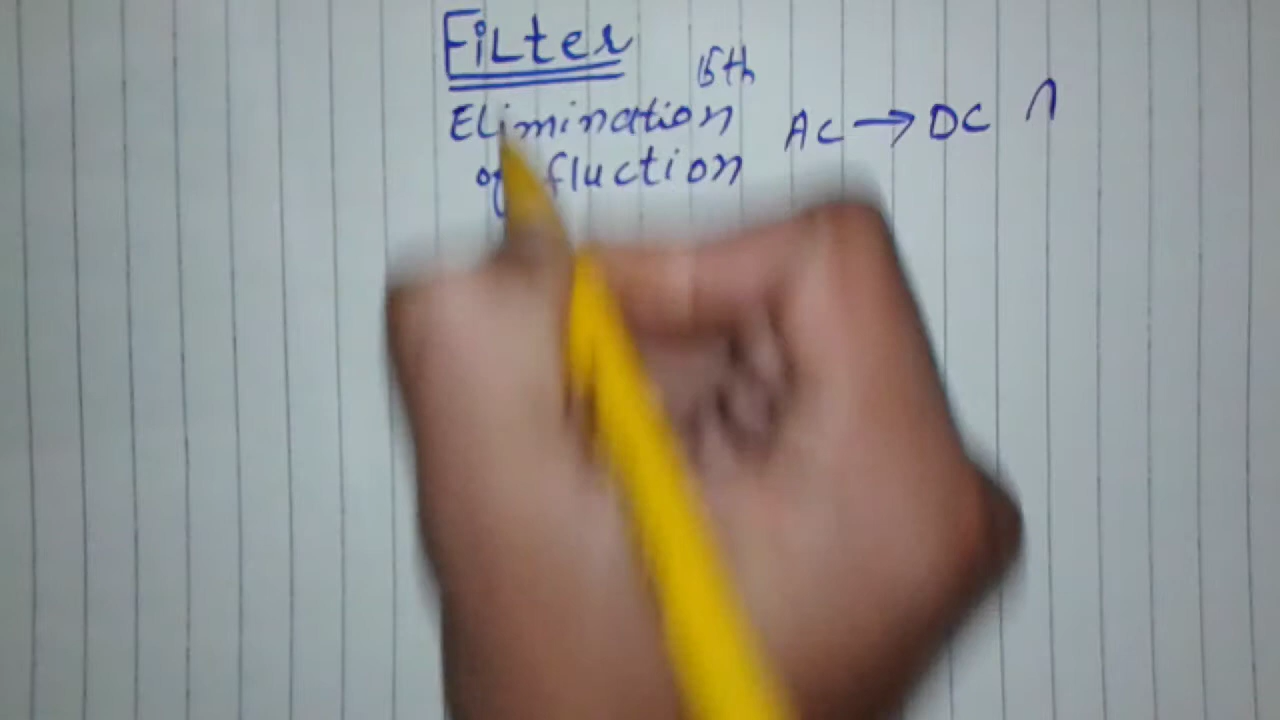 Filter
15th
Elimination AC → DC
of fluction